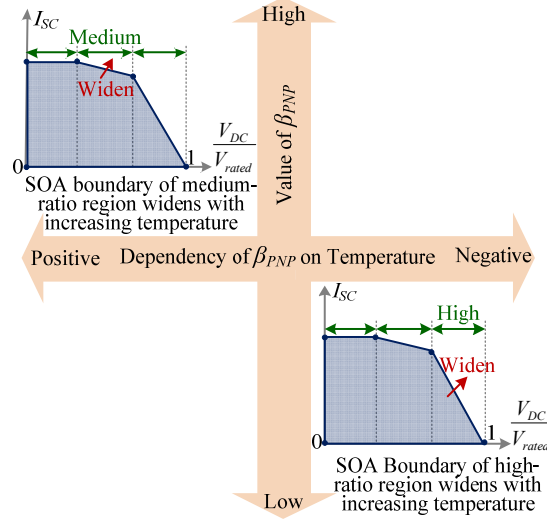 I_SC
Medium
Widen
0
1
V_DC
V_rated
SOA boundary of medium-
ratio region widens with
increasing temperature
High
Value of β_PNP
Positive Dependency of β_PNP on Temperature Negative
I_SC
High
Widen
0
1
V_DC
V_rated
SOA Boundary of high-
ratio region widens with
increasing temperature
Low